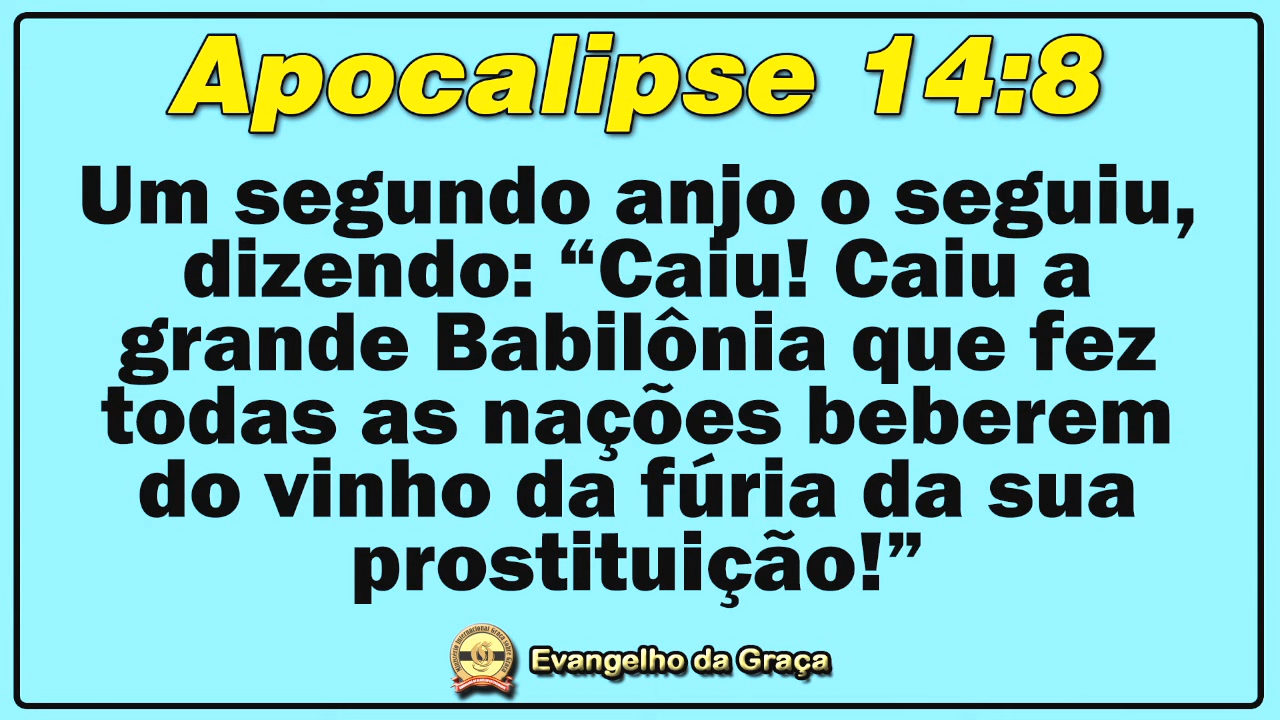 Apocalipse 14:8
Um segundo anjo o seguiu,
dizendo: “Caiu! Caiu a
grande Babilônia que fez
todas as nações beberem
do vinho da fúria da sua
prostituição!”
Evangelho da Graça